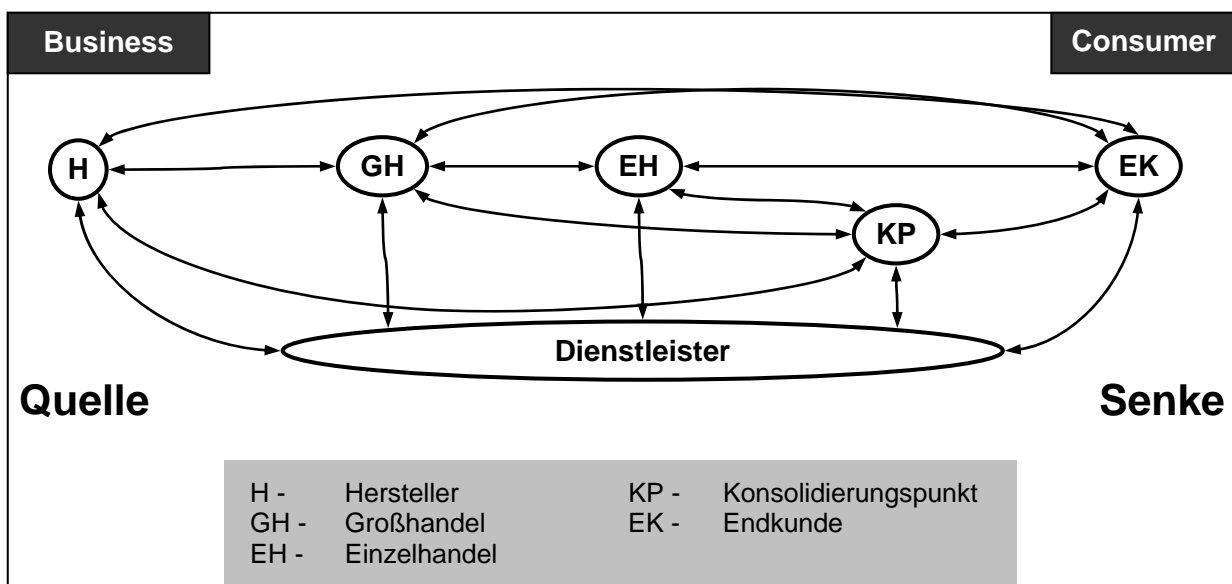 Business
Consumer
H
GH
EH
EK
KP
Dienstleister
Quelle
Senke
H - Hersteller
KP - Konsolidierungspunkt
GH - Großhandel
EK - Endkunde
EH - Einzelhandel